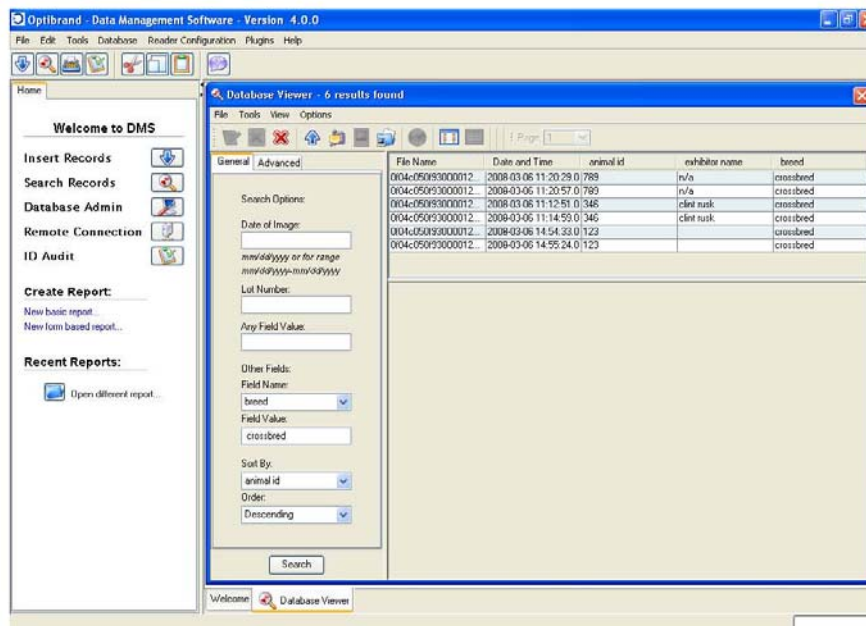 Optibrand - Data Management Software - Version 4.0.0
File Edit Tools Database Reader Configuration Plugins Help
Home
Welcome to DMS
Insert Records
Search Records
Database Admin
Remote Connection
ID Audit
Create Report:
New basic report...
New form based report...
Recent Reports:
Open different report...
Database Viewer - 6 results found
File Tools View Options
Page 1
General Advanced
Search Options:
Date of Image:
mm/dd/yyyy or for range
mm/dd/yyyy-mm/dd/yyyy
Lot Number:
Any Field Value:
Other Fields:
Field Name:
breed
Field Value:
crossbred
Sort By:
animal id
Order:
Descending
Search
File Name Date and Time animal id exhibitor name breed
2008-03-06 11:20:29.0 789 n/a crossbred
2008-03-06 11:20:57.0 789 n/a crossbred
2008-03-06 11:12:51.0 346 clint rusk crossbred
2008-03-06 11:14:59.0 346 clint rusk crossbred
2008-03-06 14:54:33.0 123 crossbred
2008-03-06 14:55:24.0 123 crossbred
Welcome Database Viewer